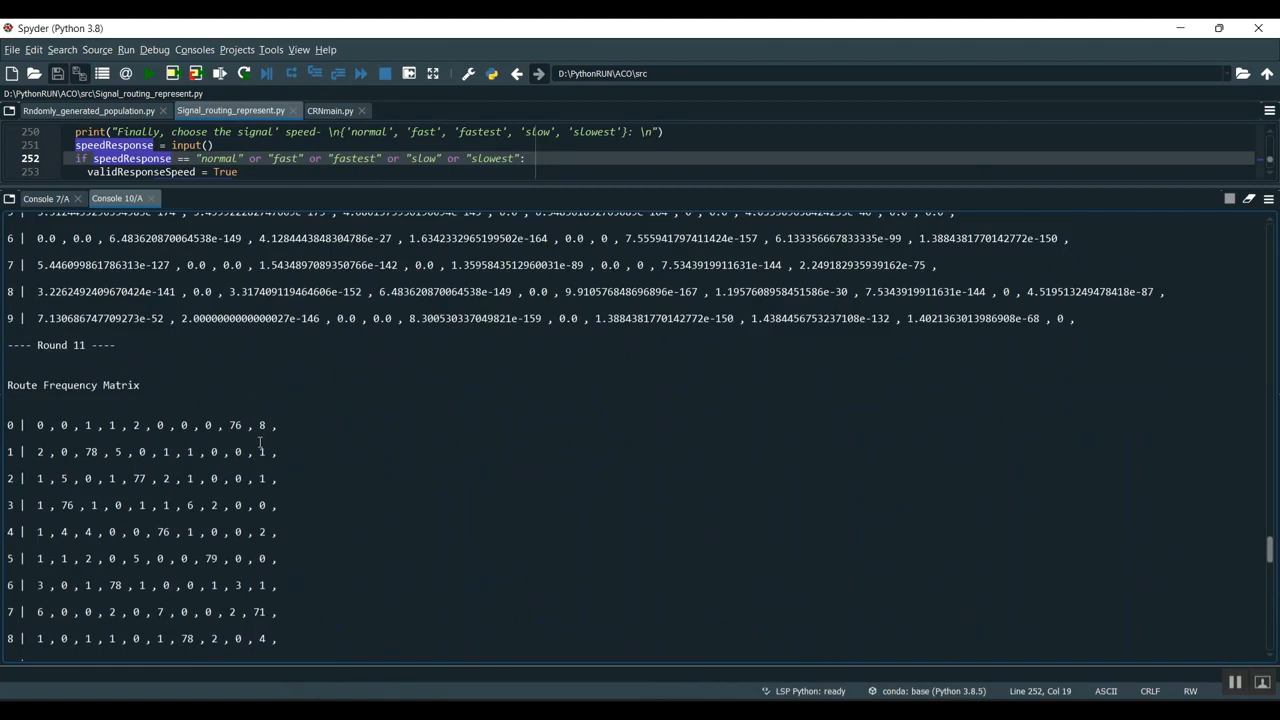 Spyder (Python 3.8)
File Edit Search Source Run Debug Consoles Projects Tools View Help
D:\PythonRUN\ACO\src
D:\PythonRUN\ACO\src\Signal_routing_represent.py
Rndomly_generated_population.py Signal_routing_represent.py CRNmain.py
250 print("Finally, choose the signal' speed- \n{'normal', 'fast', 'fastest', 'slow', 'slowest'}: \n")
251 speedResponse = input()
252 if speedResponse == "normal" or "fast" or "fastest" or "slow" or "slowest":
253 validResponseSpeed = True
Console 7/A Console 10/A
6 | 0.0 , 0.0 , 6.483620870064538e-149 , 4.1284443848304786e-27 , 1.6342332965199502e-164 , 0.0 , 0 , 7.555941797411424e-157 , 6.133356667833335e-99 , 1.3884381770142772e-150 ,
7 | 5.446099861786313e-127 , 0.0 , 0.0 , 1.5434897089350766e-142 , 0.0 , 1.3595843512960031e-89 , 0.0 , 0 , 7.5343919911631e-144 , 2.249182935939162e-75 ,
8 | 3.2262492409670424e-141 , 0.0 , 3.317409119464606e-152 , 6.483620870064538e-149 , 0.0 , 9.910576848696896e-167 , 1.1957608958451586e-30 , 7.5343919911631e-144 , 0 , 4.519513249478418e-87 ,
9 | 7.130686747709273e-52 , 2.0000000000000027e-146 , 0.0 , 0.0 , 8.300530337049821e-159 , 0.0 , 1.3884381770142772e-150 , 1.4384456753237108e-132 , 1.4021363013986908e-68 , 0 ,
---- Round 11 ----
Route Frequency Matrix
0 | 0 , 0 , 1 , 1 , 2 , 0 , 0 , 0 , 76 , 8 ,
1 | 2 , 0 , 78 , 5 , 0 , 1 , 1 , 0 , 0 , 1 ,
2 | 1 , 5 , 0 , 1 , 77 , 2 , 1 , 0 , 0 , 1 ,
3 | 1 , 76 , 1 , 0 , 1 , 1 , 6 , 2 , 0 , 0 ,
4 | 1 , 4 , 4 , 0 , 0 , 76 , 1 , 0 , 0 , 2 ,
5 | 1 , 1 , 2 , 0 , 5 , 0 , 0 , 79 , 0 , 0 ,
6 | 3 , 0 , 1 , 78 , 1 , 0 , 0 , 1 , 3 , 1 ,
7 | 6 , 0 , 0 , 2 , 0 , 7 , 0 , 0 , 2 , 71 ,
8 | 1 , 0 , 1 , 1 , 0 , 1 , 78 , 2 , 0 , 4 ,
LSP Python: ready conda: base (Python 3.8.5) Line 252, Col 19 ASCII CRLF RW